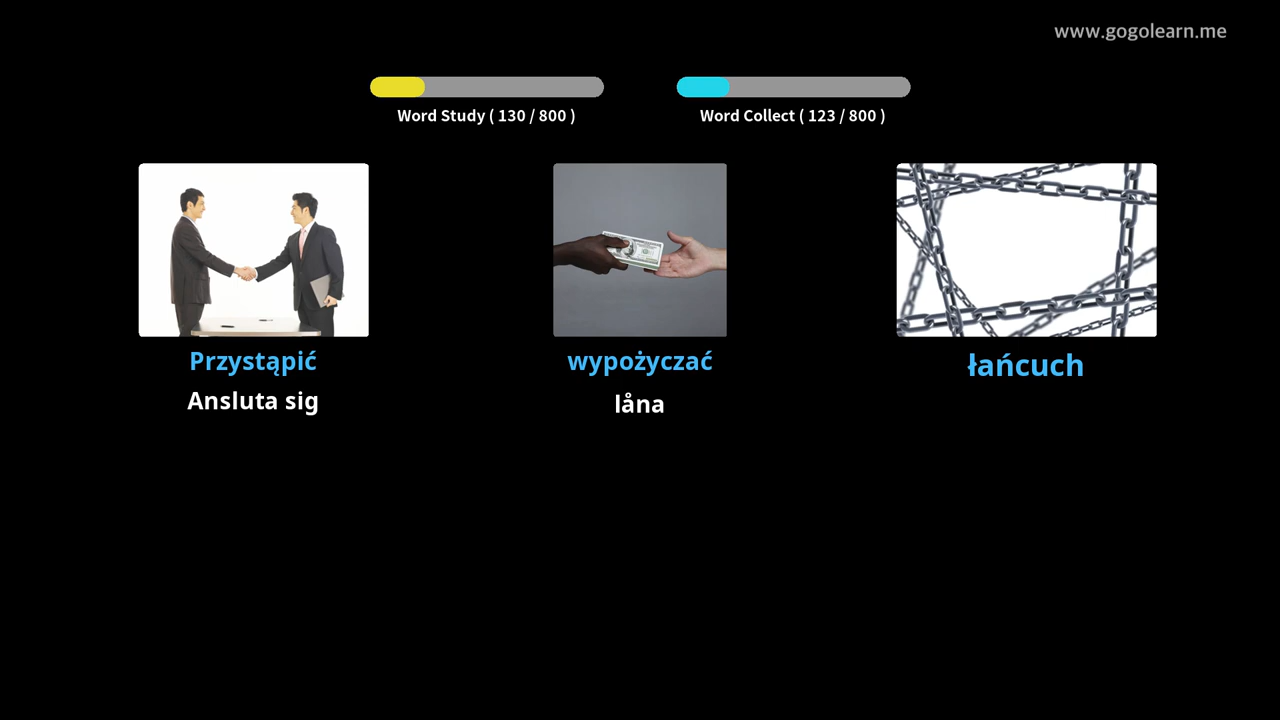 www.gogolearn.me
Word Study ( 130 / 800 )
Word Collect ( 123 / 800 )
Przystąpić
wypożyczać
łańcuch
Ansluta sig
låna